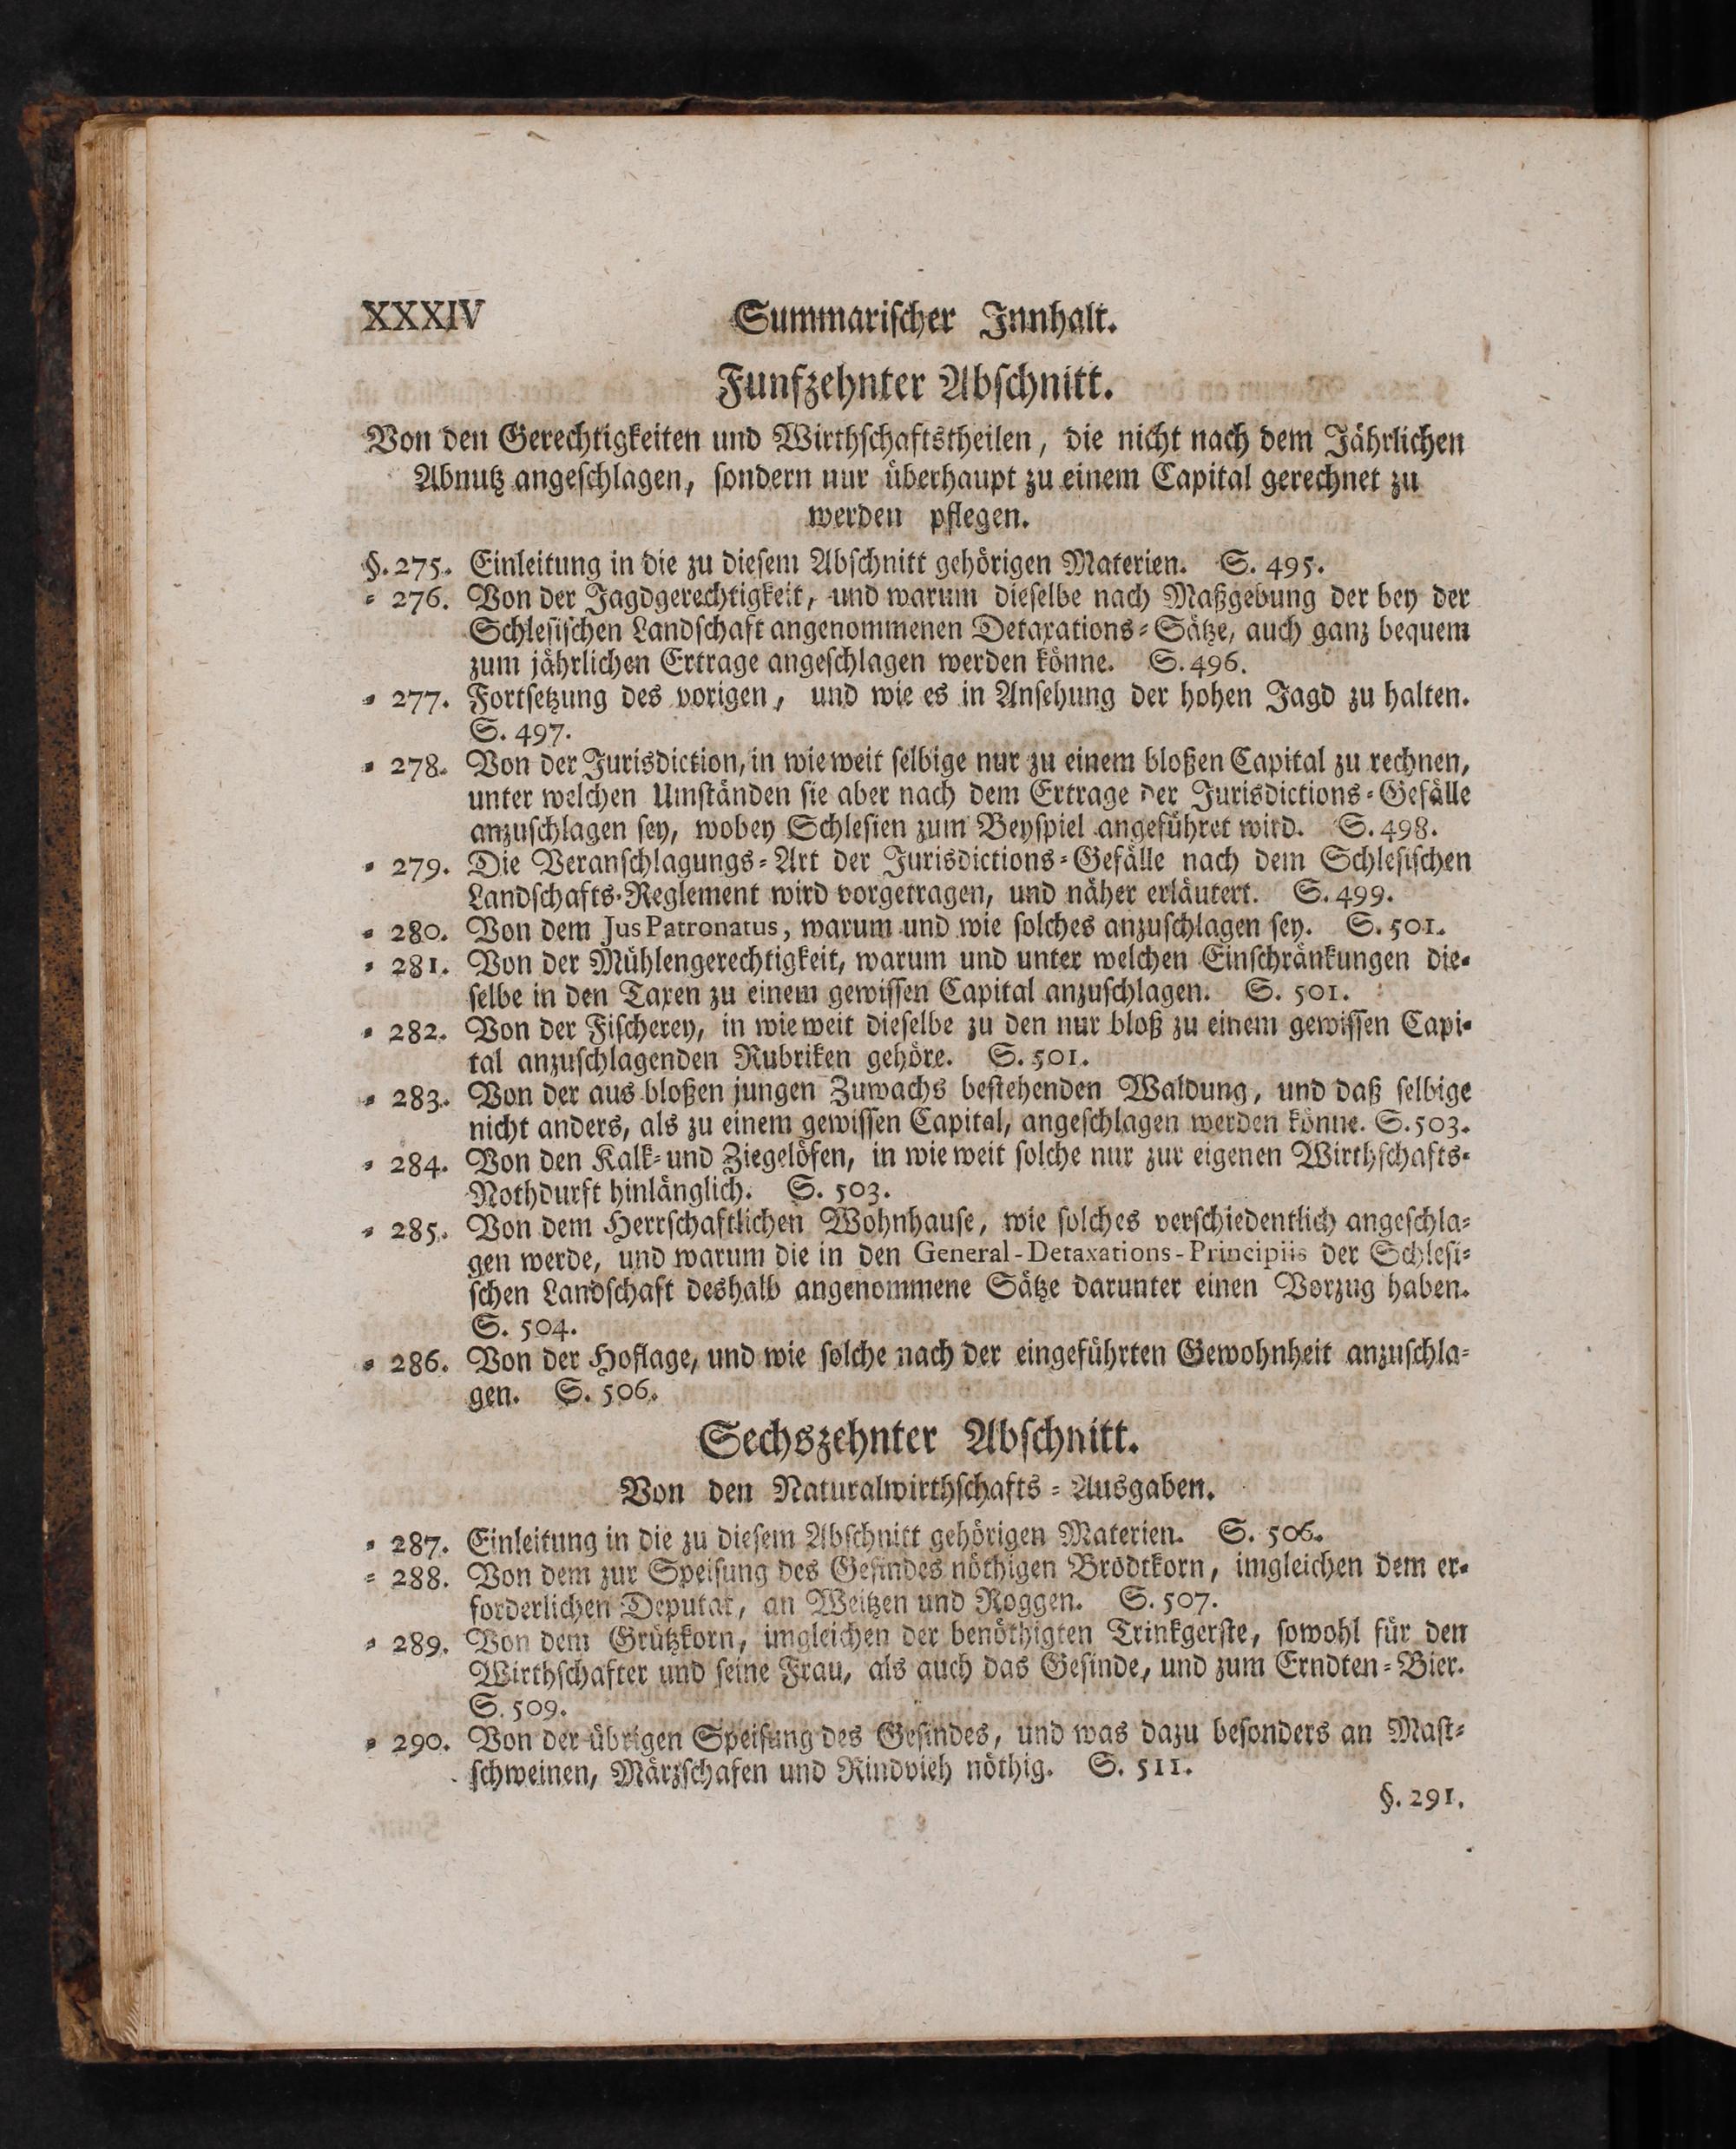 XXXIV Summarischer Innhalt.
Funfzehnter Abschnitt.
Von den Gerechtigkeiten und Wirthschaftstheilen, die nicht nach dem Jährlichen
Abnutz angeschlagen, sondern nur überhaupt zu einem Capital gerechnet zu
werden pflegen.
§. 275. Einleitung in die zu diesem Abschnitt gehörigen Materien. S. 495.
= 276. Von der Jagdgerechtigkeit, und warum dieselbe nach Maßgebung der bey der
Schlesischen Landschaft angenommenen Detaxations=Sätze, auch ganz bequem
zum jährlichen Ertrage angeschlagen werden könne. S. 496.
= 277. Fortsetzung des vorigen, und wie es in Ansehung der hohen Jagd zu halten.
S. 497.
= 278. Von der Jurisdiction, in wie weit selbige nur zu einem bloßen Capital zu rechnen,
unter welchen Umständen sie aber nach dem Ertrage der Jurisdictions=Gefälle
anzuschlagen sey, wobey Schlesien zum Beyspiel angeführet wird. S. 498.
= 279. Die Veranschlagungs=Art der Jurisdictions=Gefälle nach dem Schlesischen
Landschafts=Reglement wird vorgetragen, und näher erläutert. S. 499.
= 280. Von dem Jus Patronatus, warum und wie solches anzuschlagen sey. S. 501.
= 281. Von der Mühlengerechtigkeit, warum und unter welchen Einschränkungen die=
selbe in den Taxen zu einem gewissen Capital anzuschlagen. S. 501.
= 282. Von der Fischerey, in wie weit dieselbe zu den nur bloß zu einem gewissen Capi=
tal anzuschlagenden Rubriken gehöre. S. 501.
= 283. Von der aus bloßen jungen Zuwachs bestehenden Waldung, und daß selbige
nicht anders, als zu einem gewissen Capital, angeschlagen werden könne. S. 503.
= 284. Von den Kalk= und Ziegelöfen, in wie weit solche nur zur eigenen Wirthschafts=
Nothdurft hinlänglich. S. 503.
= 285. Von dem Herrschaftlichen Wohnhause, wie solches verschiedentlich angeschla=
gen werde, und warum die in den General-Detaxations-Principiis der Schlesi=
schen Landschaft deshalb angenommene Sätze darunter einen Vorzug haben.
S. 504.
= 286. Von der Hoflage, und wie solche nach der eingeführten Gewohnheit anzuschla=
gen. S. 506.
Sechszehnter Abschnitt.
Von den Naturalwirthschafts=Ausgaben.
= 287. Einleitung in die zu diesem Abschnitt gehörigen Materien. S. 506.
= 288. Von dem zur Speisung des Gesindes nöthigen Brodtkorn, imgleichen dem er=
forderlichen Deputat, an Weitzen und Roggen. S. 507.
= 289. Von dem Grützkorn, imgleichen der benöthigten Trinkgerste, sowohl für den
Wirthschafter und seine Frau, als auch das Gesinde, und zum Erndten=Bier.
S. 509.
= 290. Von der übrigen Speisung des Gesindes, und was dazu besonders an Mast=
schweinen, Märzschafen und Rindvieh nöthig. S. 511.
§. 291.